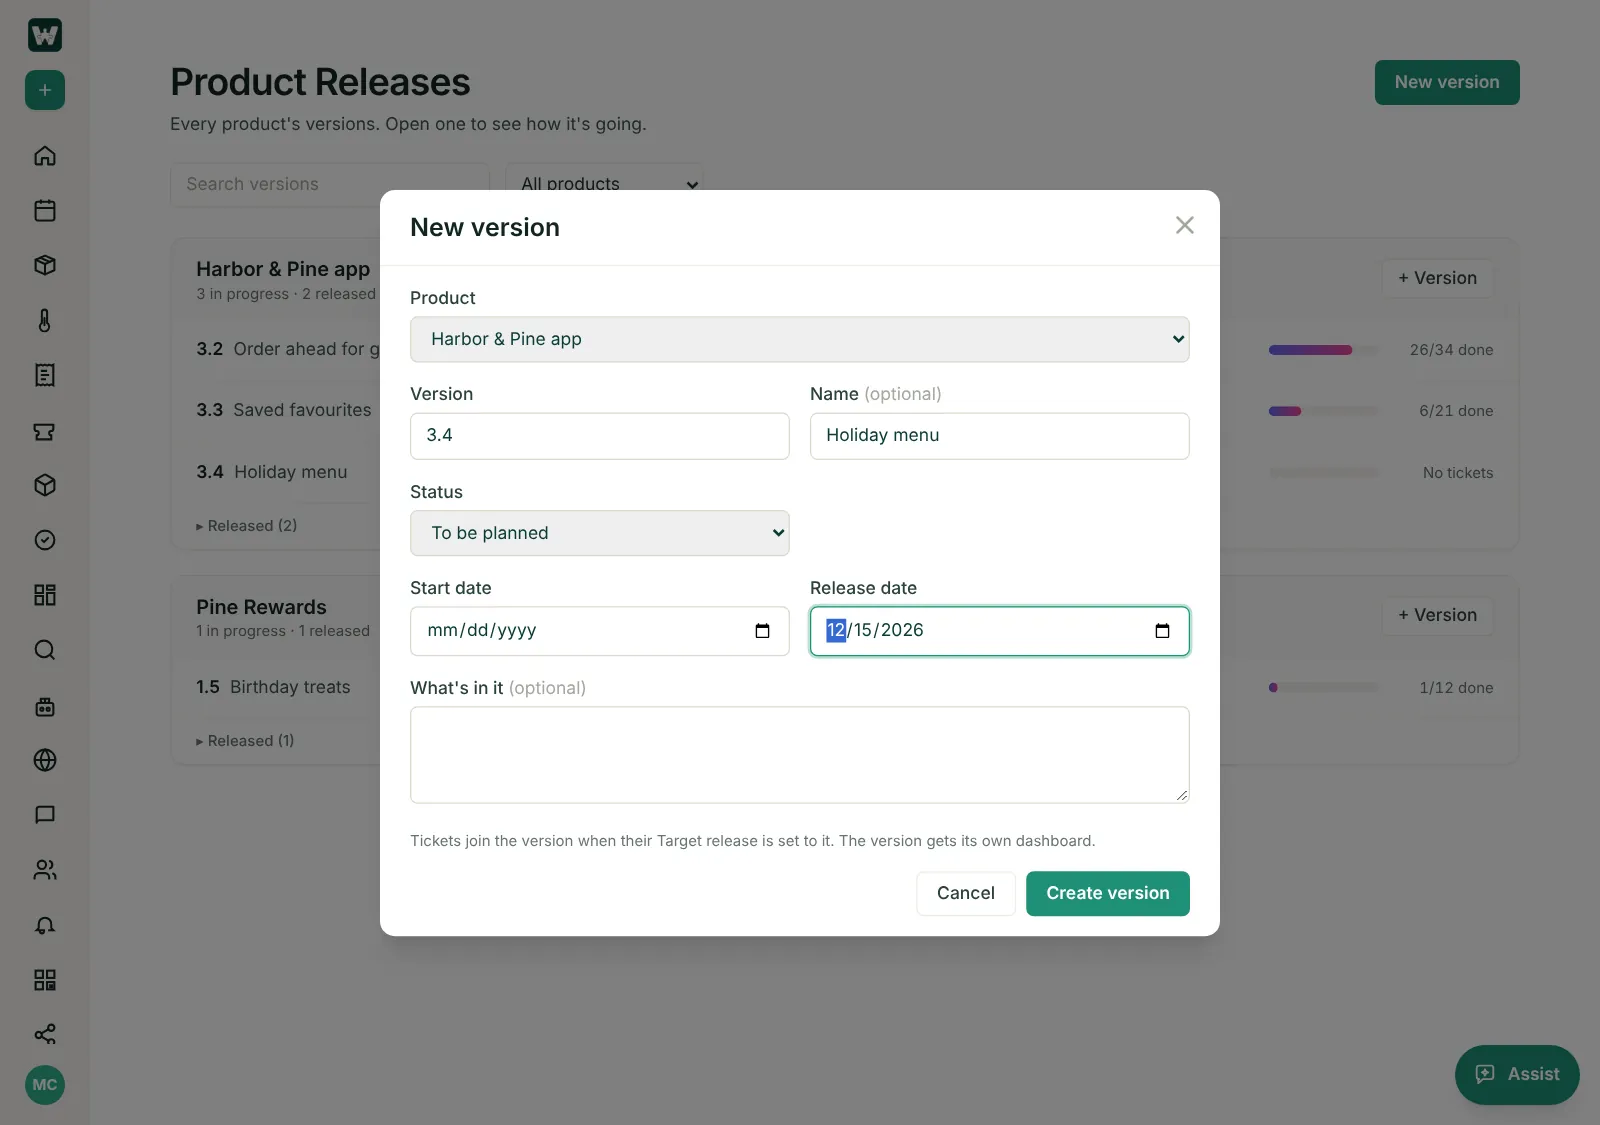 W
+
Product Releases
New version
Every product's versions. Open one to see how it's going.
Search versions
All products
Harbor & Pine app
+ Version
3 in progress · 2 released
3.2 Order ahead for g
26/34 done
3.3 Saved favourites
6/21 done
3.4 Holiday menu
No tickets
▸ Released (2)
Pine Rewards
+ Version
1 in progress · 1 released
1.5 Birthday treats
1/12 done
▸ Released (1)
New version
Product
Harbor & Pine app
Version
Name (optional)
3.4
Holiday menu
Status
To be planned
Start date
Release date
mm/dd/yyyy
12/15/2026
What's in it (optional)
Tickets join the version when their Target release is set to it. The version gets its own dashboard.
Cancel
Create version
MC
Assist